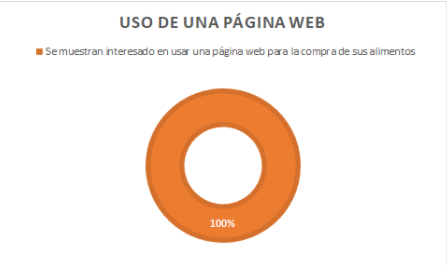 USO DE UNA PÁGINA WEB
Se muestran interesado en usar una página web para la compra de sus alimentos
100%